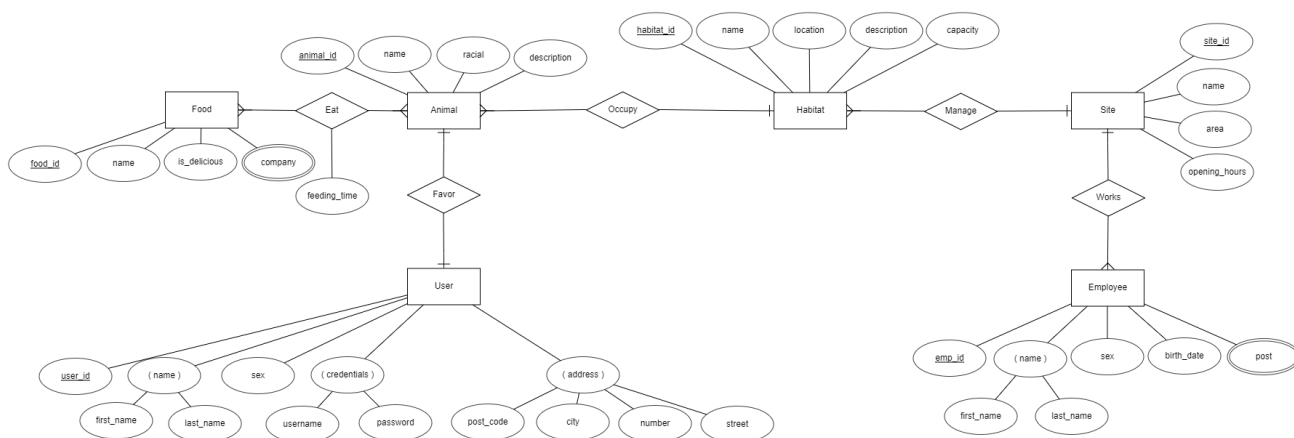 habitat_id
name
location
description
capacity
site_id
animal_id
name
racial
description
name
Food
Eat
Animal
Occupy
Habitat
Manage
Site
area
food_id
name
is_delicious
company
opening_hours
feeding_time
Favor
Works
User
Employee
user_id
( name )
sex
( credentials )
( address )
emp_id
( name )
sex
birth_date
post
first_name
last_name
username
password
post_code
city
number
street
first_name
last_name